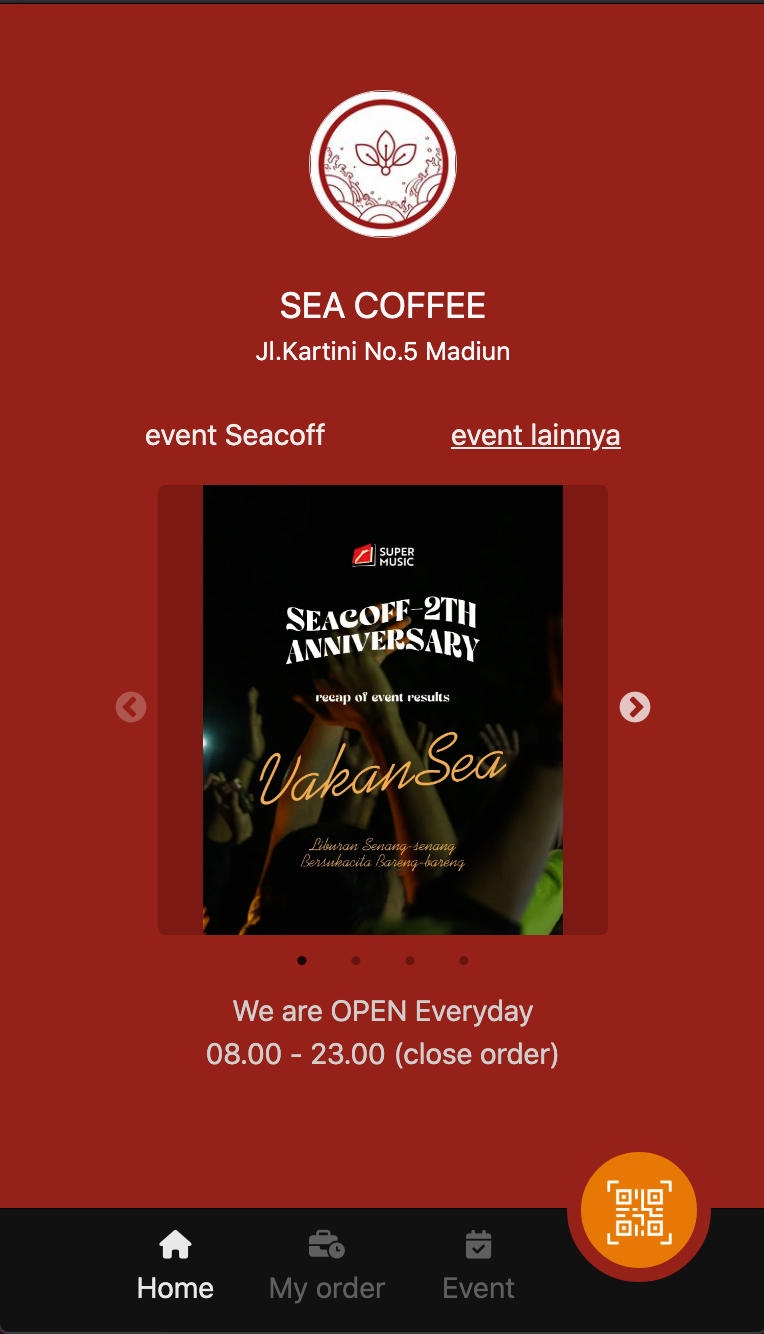 SEA COFFEE
Jl.Kartini No.5 Madiun
event Seacoff
event lainnya
SUPER
MUSIC
SEACOFF-2TH
ANNIVERSARY
recap of event results
VakanSea
Liburan Senang-senang
Bersukacita Bareng-bareng
We are OPEN Everyday
08.00 - 23.00 (close order)
Home
My order
Event